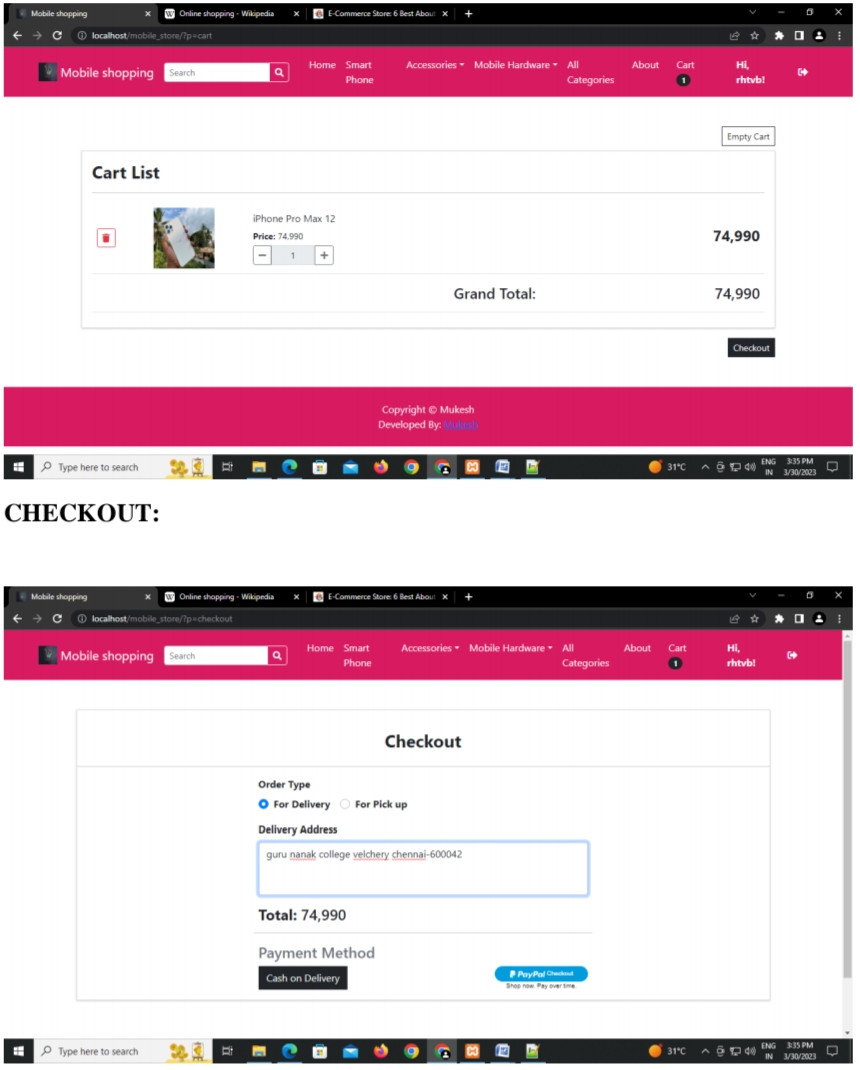 Mobile shopping × Online shopping - Wikipedia × E-Commerce Store: 6 Best About × +
localhost/mobile_store/?p=cart
Mobile shopping Search Home Smart Phone Accessories Mobile Hardware All Categories About Cart 1 Hi, rhtvb!
Empty Cart
Cart List
iPhone Pro Max 12
Price: 74,990
− 1 +
74,990
Grand Total: 74,990
Checkout
Copyright © Mukesh
Developed By: Mukesh
Type here to search 31°C ENG IN 3:35 PM 3/30/2023
CHECKOUT:
Mobile shopping × Online shopping - Wikipedia × E-Commerce Store: 6 Best About × +
localhost/mobile_store/?p=checkout
Mobile shopping Search Home Smart Phone Accessories Mobile Hardware All Categories About Cart 1 Hi, rhtvb!
Checkout
Order Type
For Delivery For Pick up
Delivery Address
guru nanak college velchery chennai-600042
Total: 74,990
Payment Method
Cash on Delivery PayPal Checkout
Shop now. Pay over time.
Type here to search 31°C ENG IN 3:35 PM 3/30/2023